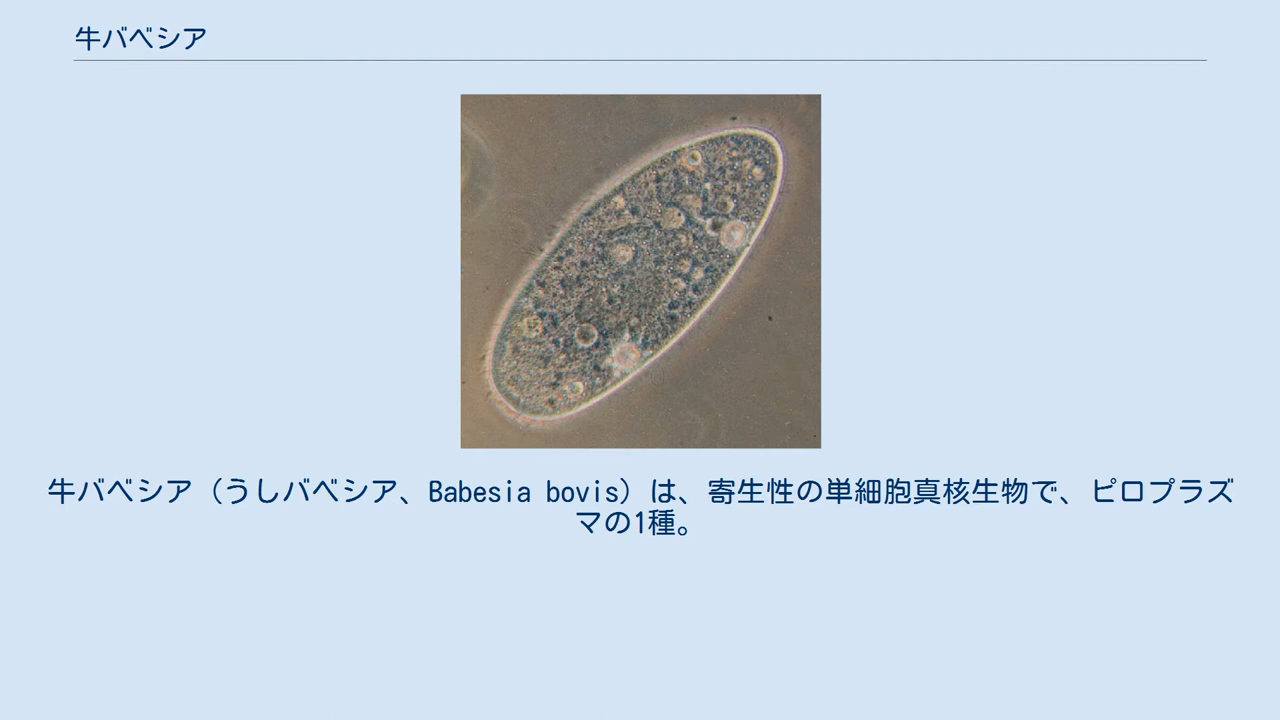 牛バベシア
牛バベシア（うしバベシア、Babesia bovis）は、寄生性の単細胞真核生物で、ピロプラズ
マの1種。